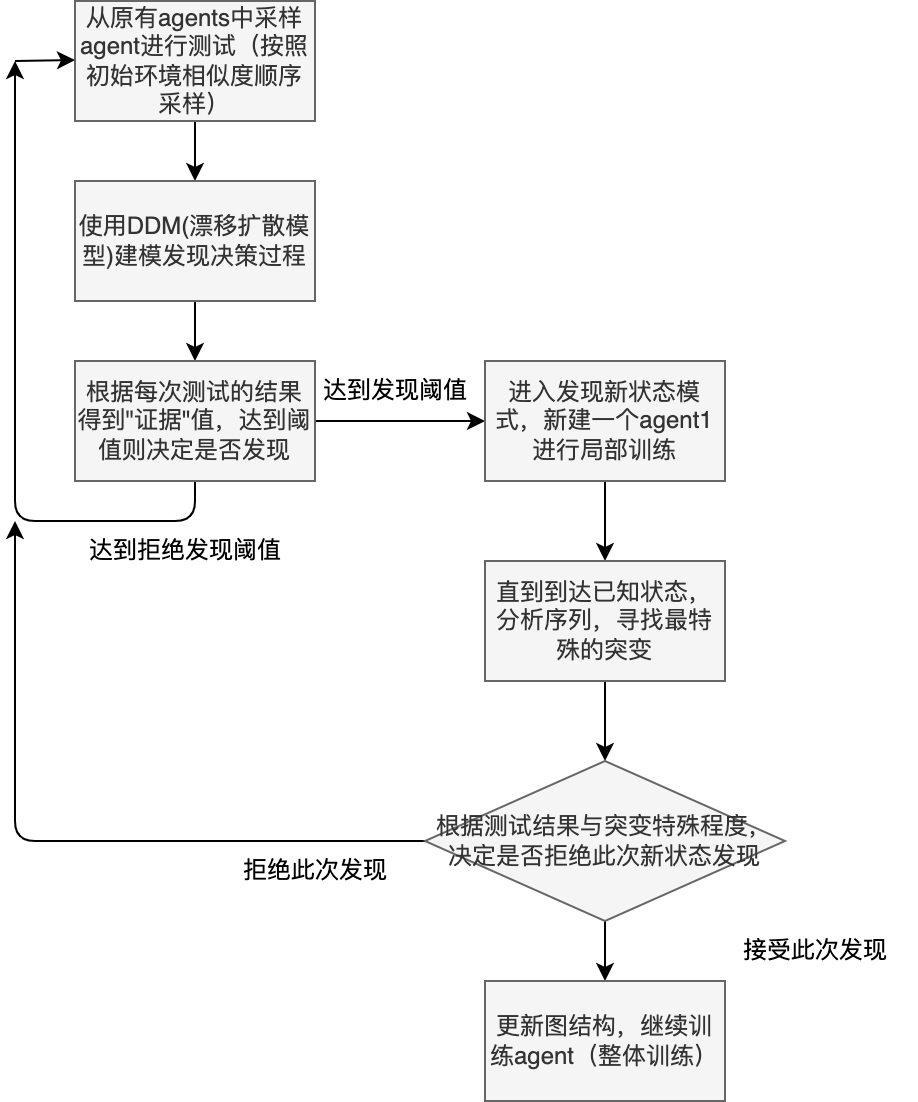 从原有agents中采样
agent进行测试（按照
初始环境相似度顺序
采样）
使用DDM(漂移扩散模
型)建模发现决策过程
根据每次测试的结果
得到"证据"值，达到阈
值则决定是否发现
达到发现阈值
进入发现新状态模
式，新建一个agent1
进行局部训练
达到拒绝发现阈值
直到到达已知状态，
分析序列，寻找最特
殊的突变
根据测试结果与突变特殊程度，
决定是否拒绝此次新状态发现
拒绝此次发现
接受此次发现
更新图结构，继续训
练agent（整体训练）